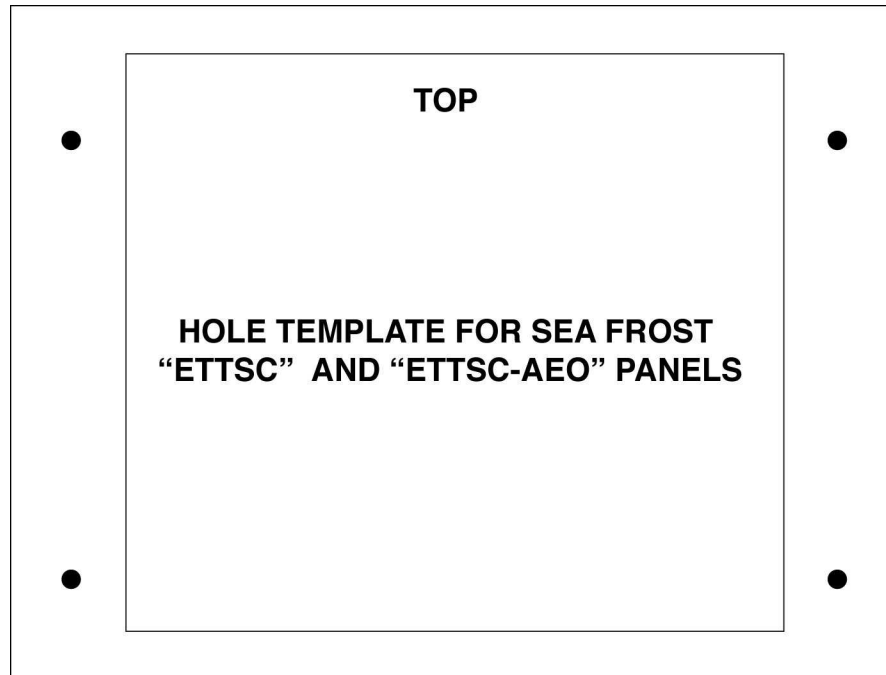 TOP
HOLE TEMPLATE FOR SEA FROST
“ETTSC”  AND “ETTSC-AEO” PANELS